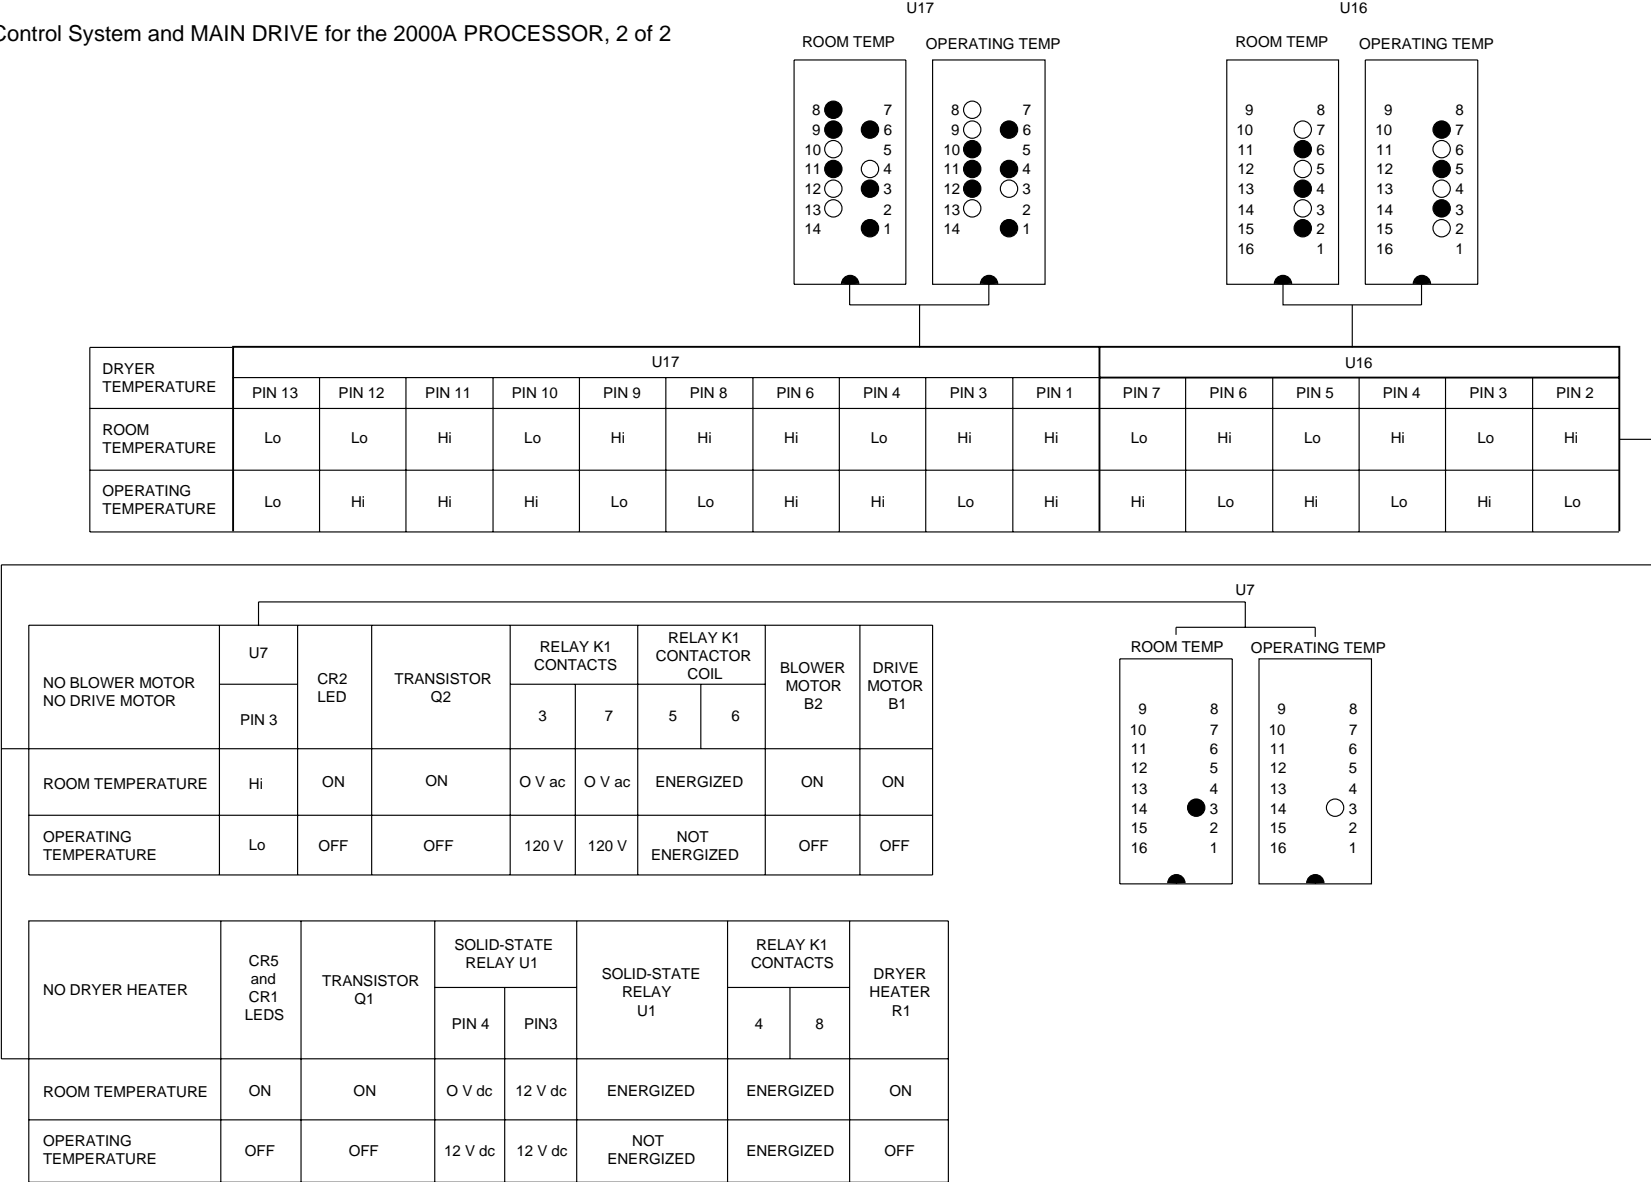 U17 U16
Control System and MAIN DRIVE for the 2000A PROCESSOR, 2 of 2
ROOM TEMP OPERATING TEMP ROOM TEMP OPERATING TEMP
8 7 8 7 9 8 9 8
9 6 9 6 10 7 10 7
10 5 10 5 11 6 11 6
11 4 11 4 12 5 12 5
12 3 12 3 13 4 13 4
13 2 13 2 14 3 14 3
14 1 14 1 15 2 15 2
16 1 16 1
DRYER
TEMPERATURE
U17 U16
PIN 13 PIN 12 PIN 11 PIN 10 PIN 9 PIN 8 PIN 6 PIN 4 PIN 3 PIN 1 PIN 7 PIN 6 PIN 5 PIN 4 PIN 3 PIN 2
ROOM
TEMPERATURE
Lo Lo Hi Lo Hi Hi Hi Lo Hi Hi Lo Hi Lo Hi Lo Hi
OPERATING
TEMPERATURE
Lo Hi Hi Hi Lo Lo Hi Hi Lo Hi Hi Lo Hi Lo Hi Lo
U7
NO BLOWER MOTOR
NO DRIVE MOTOR
U7
PIN 3
CR2
LED
TRANSISTOR
Q2
RELAY K1
CONTACTS
3 7
RELAY K1
CONTACTOR
COIL
5 6
BLOWER
MOTOR
B2
DRIVE
MOTOR
B1
ROOM TEMPERATURE Hi ON ON O V ac O V ac ENERGIZED ON ON
OPERATING
TEMPERATURE
Lo OFF OFF 120 V 120 V NOT
ENERGIZED
OFF OFF
ROOM TEMP OPERATING TEMP
9 8 9 8
10 7 10 7
11 6 11 6
12 5 12 5
13 4 13 4
14 3 14 3
15 2 15 2
16 1 16 1
NO DRYER HEATER
CR5
and
CR1
LEDS
TRANSISTOR
Q1
SOLID-STATE
RELAY U1
PIN 4 PIN3
SOLID-STATE
RELAY
U1
RELAY K1
CONTACTS
4 8
DRYER
HEATER
R1
ROOM TEMPERATURE ON ON O V dc 12 V dc ENERGIZED ENERGIZED ON
OPERATING
TEMPERATURE
OFF OFF 12 V dc 12 V dc NOT
ENERGIZED
ENERGIZED OFF